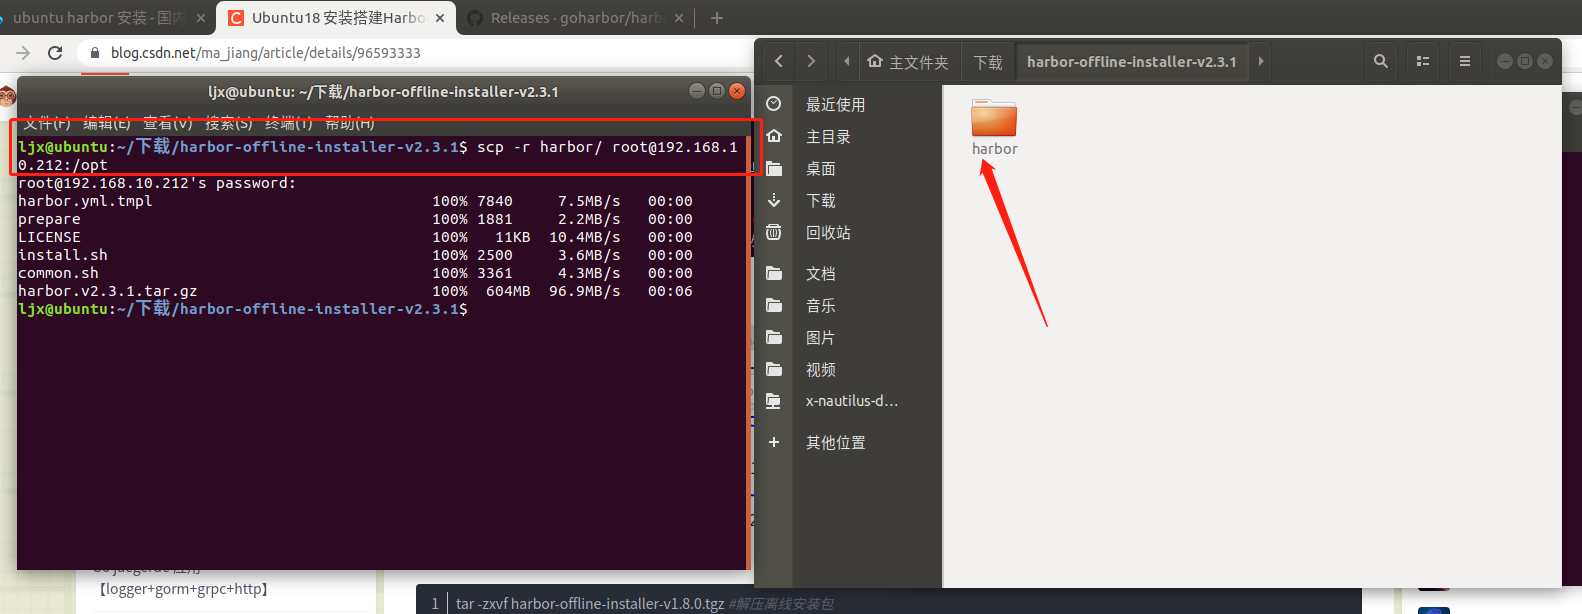 ubuntu harbor 安装 - 国内
Ubuntu18 安装搭建Harbo
Releases · goharbor/harb
blog.csdn.net/ma_jiang/article/details/96593333
ljx@ubuntu: ~/下载/harbor-offline-installer-v2.3.1
文件(F) 编辑(E) 查看(V) 搜索(S) 终端(T) 帮助(H)
ljx@ubuntu:~/下载/harbor-offline-installer-v2.3.1$ scp -r harbor/ root@192.168.1
0.212:/opt
root@192.168.10.212's password:
harbor.yml.tmpl 100% 7840 7.5MB/s 00:00
prepare 100% 1881 2.2MB/s 00:00
LICENSE 100% 11KB 10.4MB/s 00:00
install.sh 100% 2500 3.6MB/s 00:00
common.sh 100% 3361 4.3MB/s 00:00
harbor.v2.3.1.tar.gz 100% 604MB 96.9MB/s 00:06
ljx@ubuntu:~/下载/harbor-offline-installer-v2.3.1$
主文件夹 下载 harbor-offline-installer-v2.3.1
最近使用
主目录
桌面
下载
回收站
文档
音乐
图片
视频
x-nautilus-d…
其他位置
harbor
【logger+gorm+grpc+http】
1 tar -zxvf harbor-offline-installer-v1.8.0.tgz #解压离线安装包